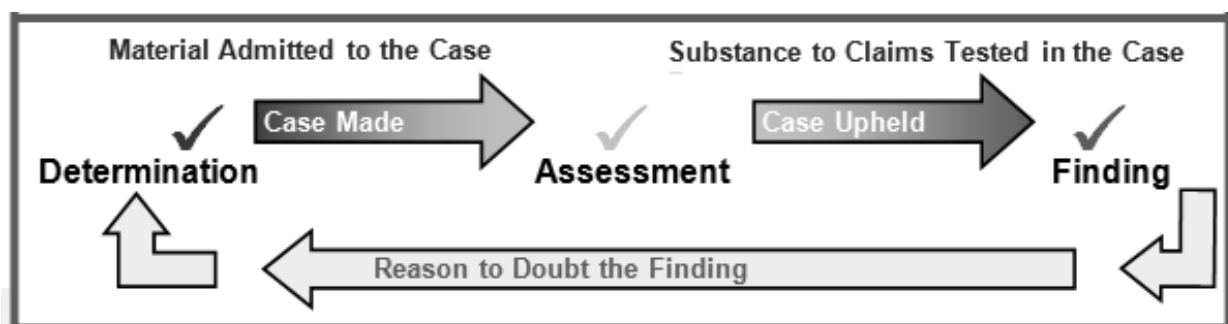 Material Admitted to the Case
Substance to Claims Tested in the Case
Case Made
Case Upheld
Determination
Assessment
Finding
Reason to Doubt the Finding